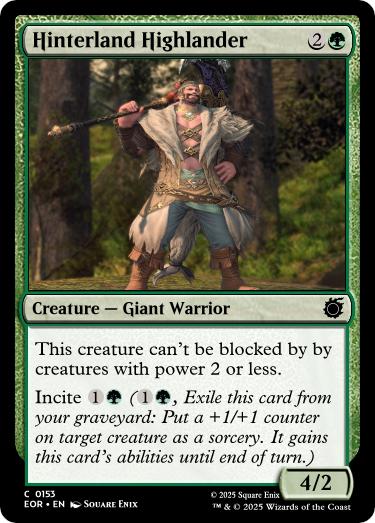 Hinterland Highlander 2
Creature — Giant Warrior
This creature can't be blocked by by
creatures with power 2 or less.
Incite 1 (1, Exile this card from
your graveyard: Put a +1/+1 counter
on target creature as a sorcery. It gains
this card's abilities until end of turn.)
4/2
C 0153
EOR • EN Square Enix
© 2025 Square Enix
™ & © 2025 Wizards of the Coast